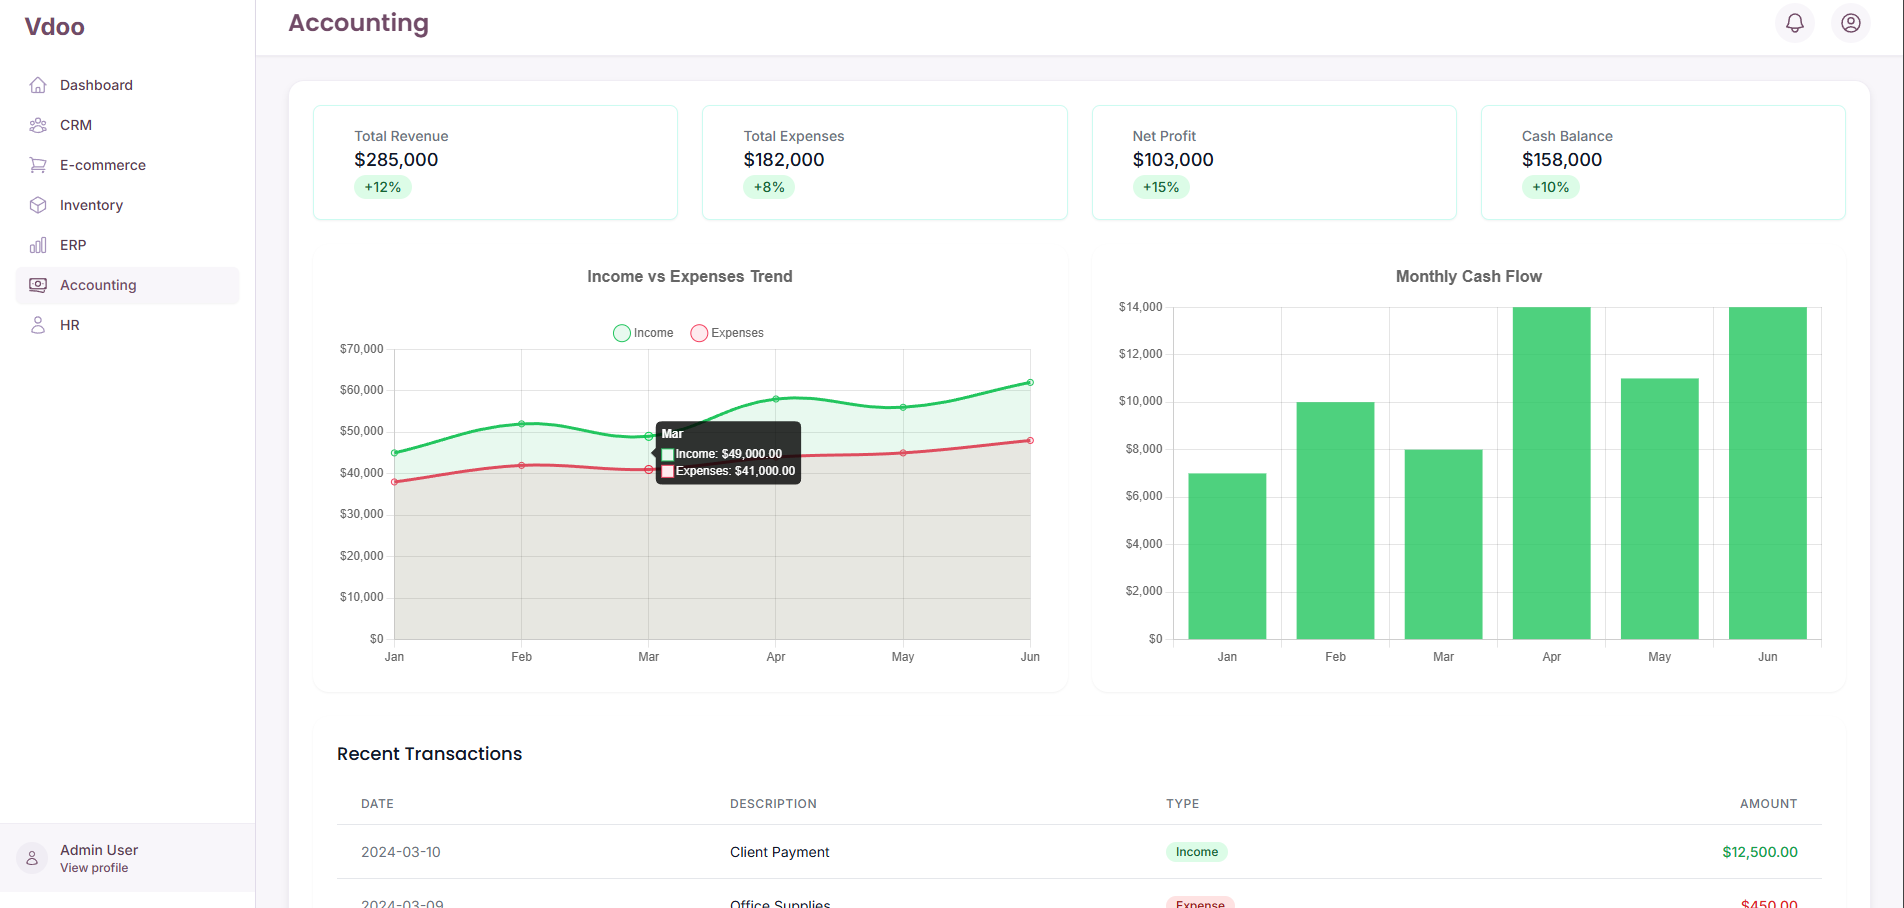 Vdoo
Dashboard
CRM
E-commerce
Inventory
ERP
Accounting
HR
Admin User
View profile
Accounting
Total Revenue
$285,000
+12%
Total Expenses
$182,000
+8%
Net Profit
$103,000
+15%
Cash Balance
$158,000
+10%
Income vs Expenses Trend
Income Expenses
$70,000
$60,000
$50,000
$40,000
$30,000
$20,000
$10,000
$0
Mar
Income: $49,000.00
Expenses: $41,000.00
Jan Feb Mar Apr May Jun
Monthly Cash Flow
$14,000
$12,000
$10,000
$8,000
$6,000
$4,000
$2,000
$0
Jan Feb Mar Apr May Jun
Recent Transactions
DATE DESCRIPTION TYPE AMOUNT
2024-03-10 Client Payment Income $12,500.00
2024-03-09 Office Supplies Expense $450.00